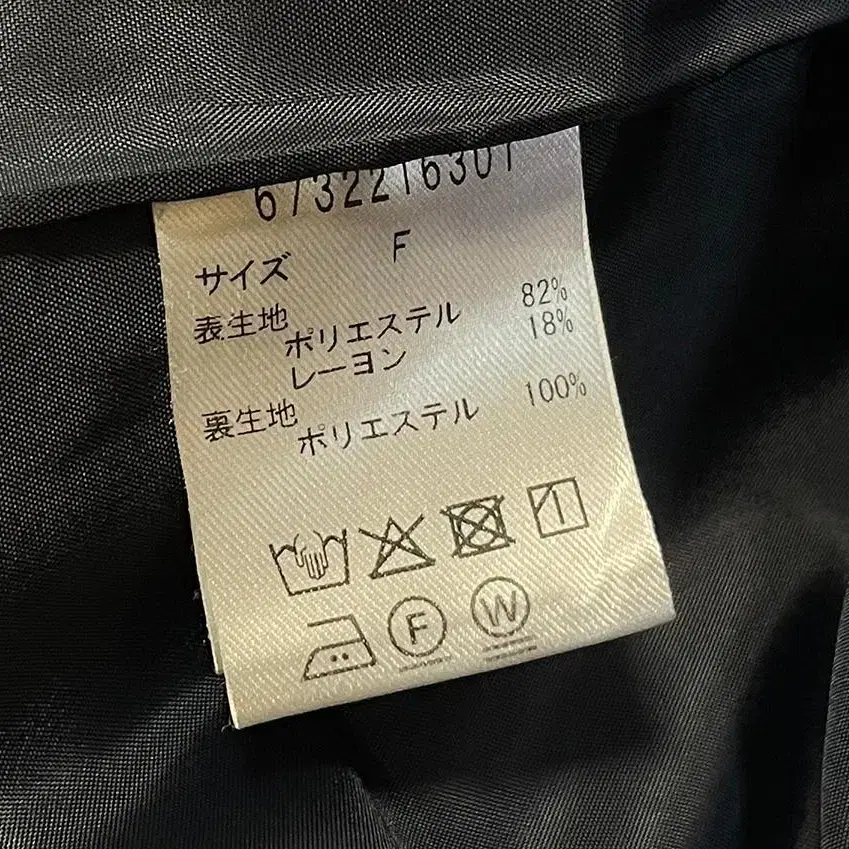 6732216301
サイズ F
表生地
ポリエステル 82%
レーヨン 18%
裏生地
ポリエステル 100%
F W